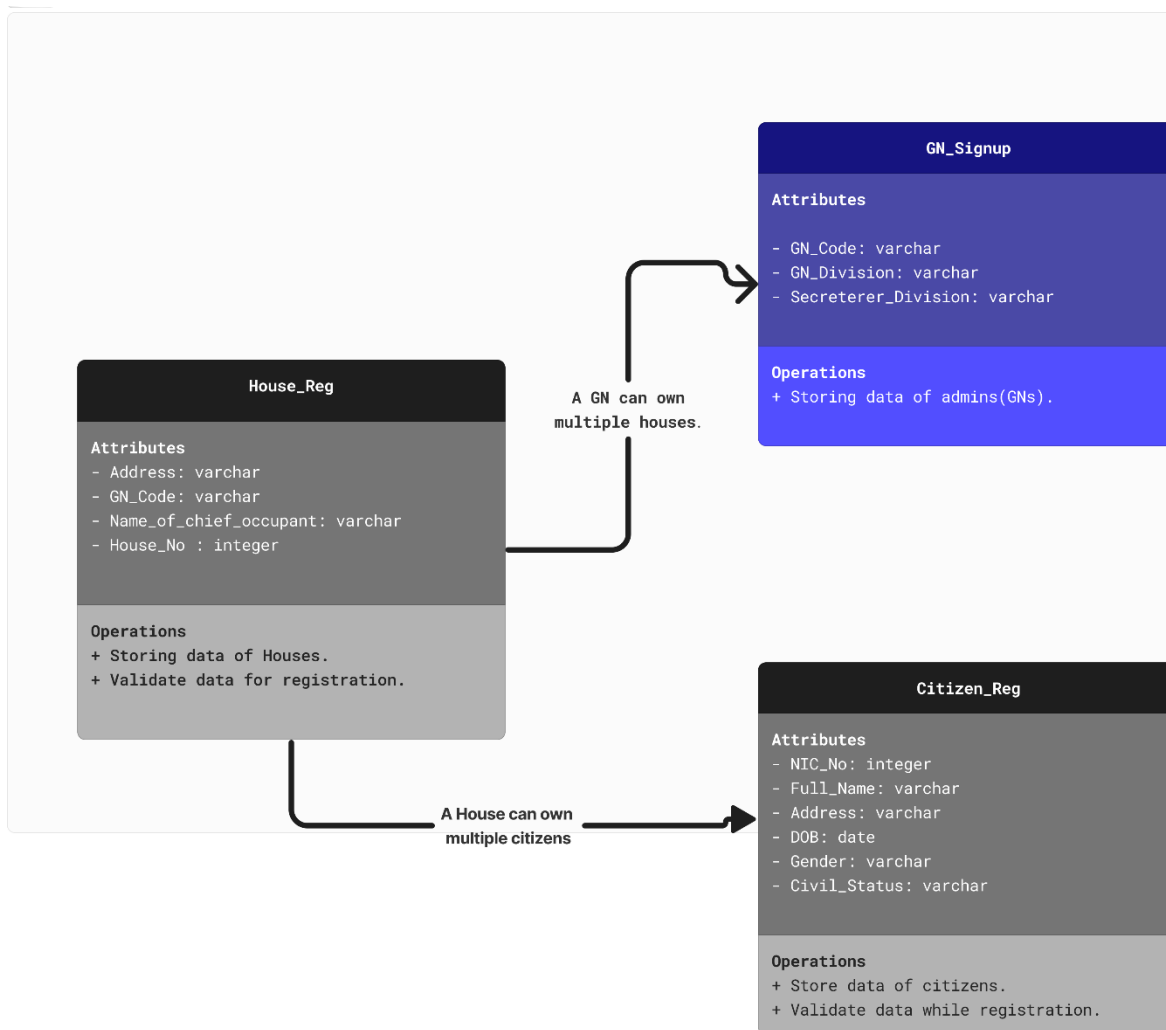 GN_Signup
Attributes
- GN_Code: varchar
- GN_Division: varchar
- Secreterer_Division: varchar
Operations
+ Storing data of admins(GNs).
House_Reg
Attributes
- Address: varchar
- GN_Code: varchar
- Name_of_chief_occupant: varchar
- House_No : integer
Operations
+ Storing data of Houses.
+ Validate data for registration.
A GN can own
multiple houses.
A House can own
multiple citizens
Citizen_Reg
Attributes
- NIC_No: integer
- Full_Name: varchar
- Address: varchar
- DOB: date
- Gender: varchar
- Civil_Status: varchar
Operations
+ Store data of citizens.
+ Validate data while registration.